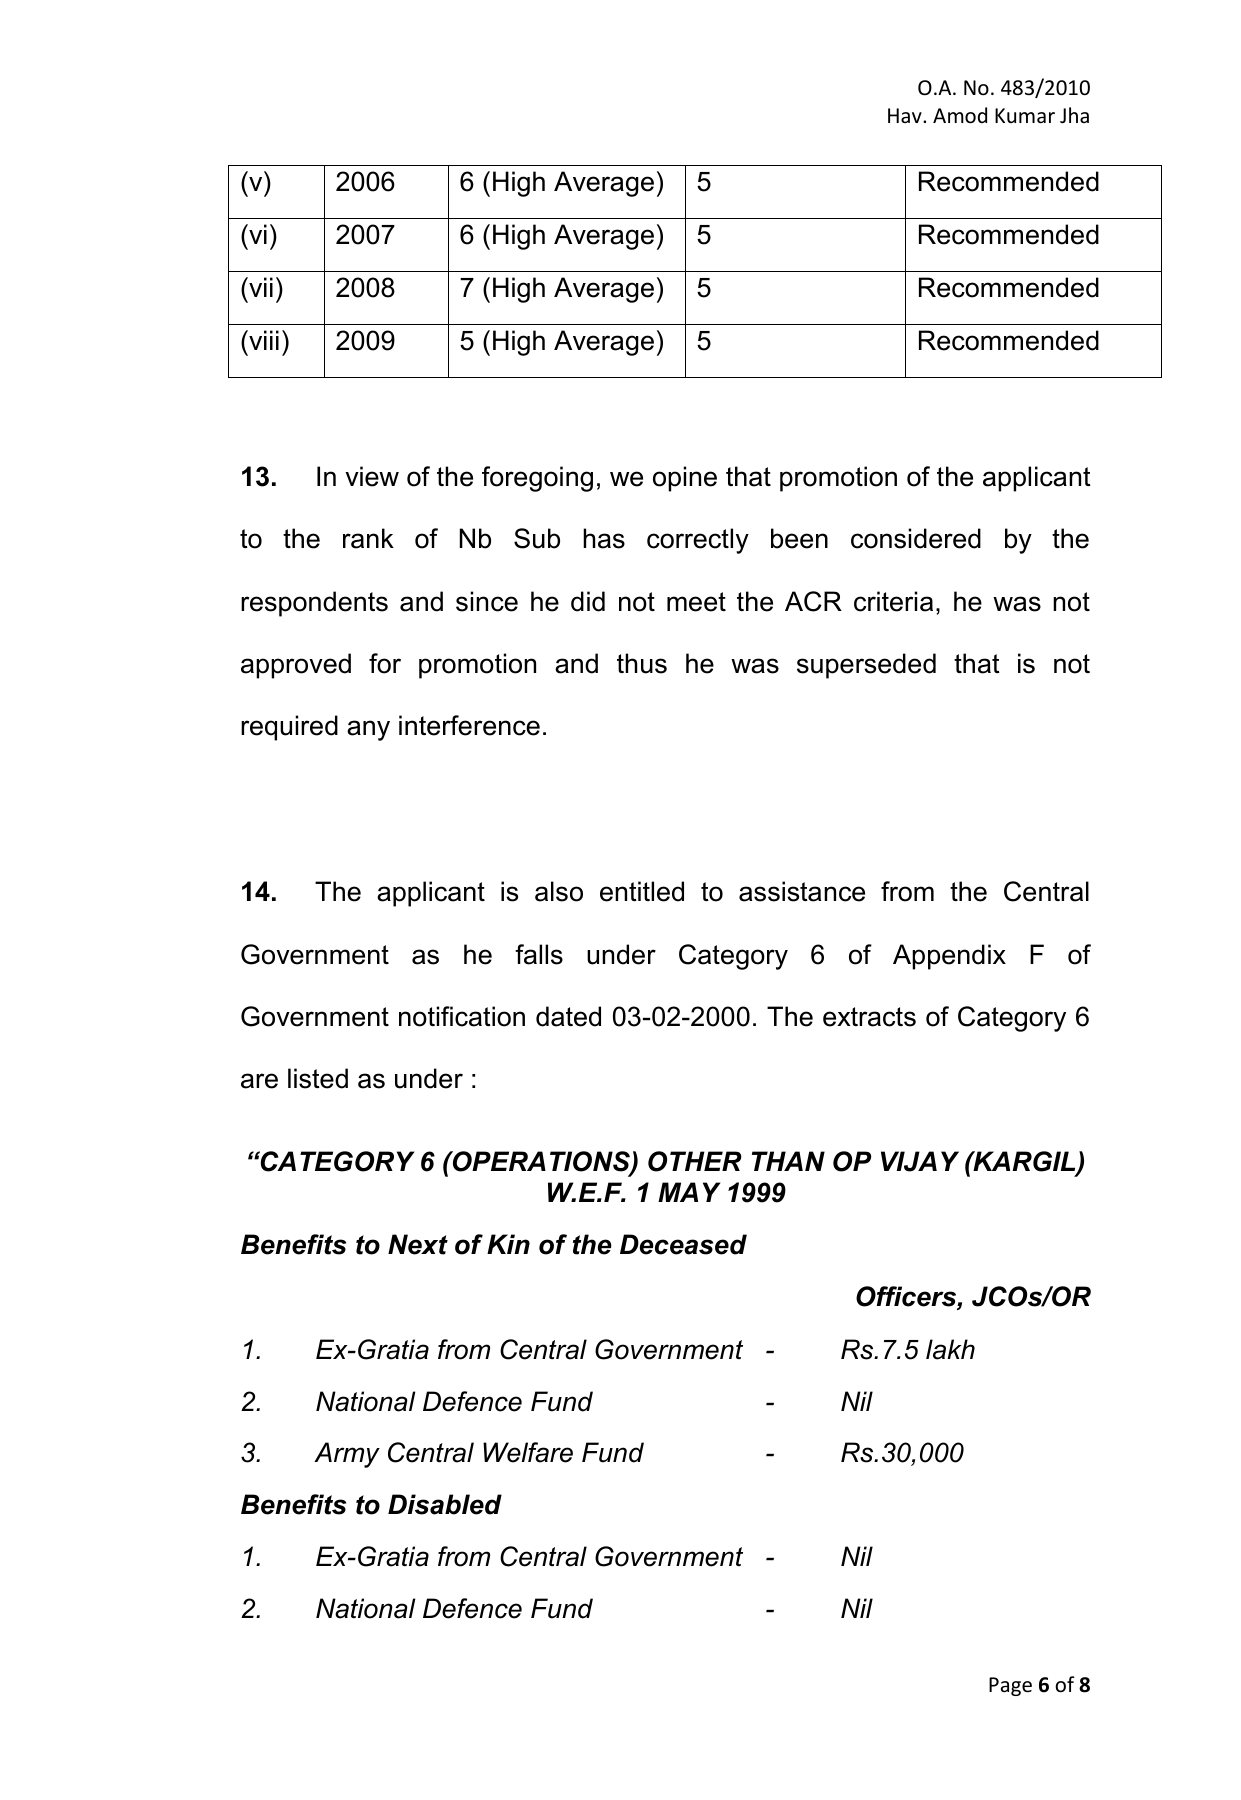 O.A. No. 483/2010
Hav. Amod Kumar Jha
(v) 2006 6 (High Average) 5 Recommended
(vi) 2007 6 (High Average) 5 Recommended
(vii) 2008 7 (High Average) 5 Recommended
(viii) 2009 5 (High Average) 5 Recommended
13. In view of the foregoing, we opine that promotion of the applicant
to the rank of Nb Sub has correctly been considered by the
respondents and since he did not meet the ACR criteria, he was not
approved for promotion and thus he was superseded that is not
required any interference.
14. The applicant is also entitled to assistance from the Central
Government as he falls under Category 6 of Appendix F of
Government notification dated 03-02-2000. The extracts of Category 6
are listed as under :
“CATEGORY 6 (OPERATIONS) OTHER THAN OP VIJAY (KARGIL)
W.E.F. 1 MAY 1999
Benefits to Next of Kin of the Deceased
Officers, JCOs/OR
1. Ex-Gratia from Central Government - Rs.7.5 lakh
2. National Defence Fund - Nil
3. Army Central Welfare Fund - Rs.30,000
Benefits to Disabled
1. Ex-Gratia from Central Government - Nil
2. National Defence Fund - Nil
Page 6 of 8